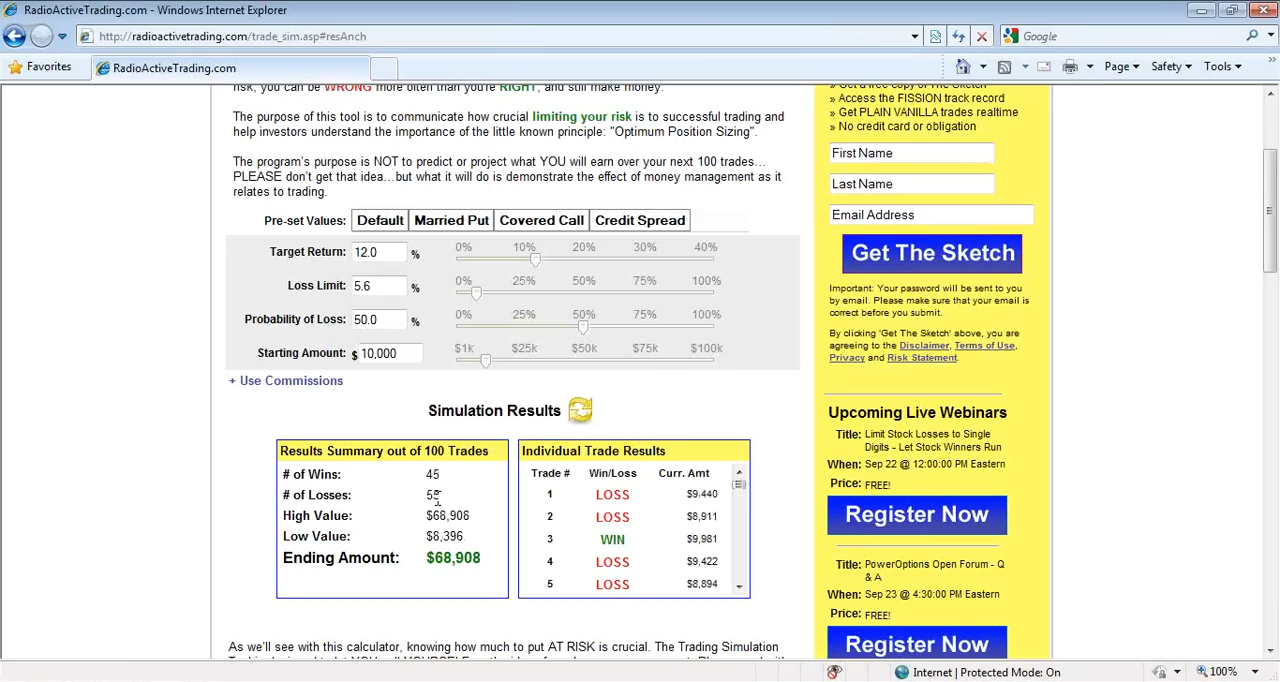 RadioActiveTrading.com - Windows Internet Explorer
http://radioactivetrading.com/trade_sim.asp#resAnch
Google
Favorites
RadioActiveTrading.com
Page
Safety
Tools
risk, you can be WRONG more often than you're RIGHT, and still make money.
The purpose of this tool is to communicate how crucial limiting your risk is to successful trading and
help investors understand the importance of the little known principle: "Optimum Position Sizing".
The program's purpose is NOT to predict or project what YOU will earn over your next 100 trades...
PLEASE don't get that idea...but what it will do is demonstrate the effect of money management as it
relates to trading.
Pre-set Values: Default Married Put Covered Call Credit Spread
Target Return: 12.0 % 0% 10% 20% 30% 40%
Loss Limit: 5.6 % 0% 25% 50% 75% 100%
Probability of Loss: 50.0 % 0% 25% 50% 75% 100%
Starting Amount: $ 10,000 $1k $25k $50k $75k $100k
+ Use Commissions
Simulation Results
Results Summary out of 100 Trades
# of Wins: 45
# of Losses: 55
High Value: $68,908
Low Value: $8,396
Ending Amount: $68,908
Individual Trade Results
Trade # Win/Loss Curr. Amt
1 LOSS $9,440
2 LOSS $8,911
3 WIN $9,981
4 LOSS $9,422
5 LOSS $8,894
As we'll see with this calculator, knowing how much to put AT RISK is crucial. The Trading Simulation
» Get a free copy of The Sketch
» Access the FISSION track record
» Get PLAIN VANILLA trades realtime
» No credit card or obligation
First Name
Last Name
Email Address
Get The Sketch
Important: Your password will be sent to you
by email. Please make sure that your email is
correct before you submit.
By clicking 'Get The Sketch' above, you are
agreeing to the Disclaimer, Terms of Use,
Privacy and Risk Statement.
Upcoming Live Webinars
Title: Limit Stock Losses to Single
Digits - Let Stock Winners Run
When: Sep 22 @ 12:00:00 PM Eastern
Price: FREE!
Register Now
Title: PowerOptions Open Forum - Q
& A
When: Sep 23 @ 4:30:00 PM Eastern
Price: FREE!
Register Now
Internet | Protected Mode: On
100%